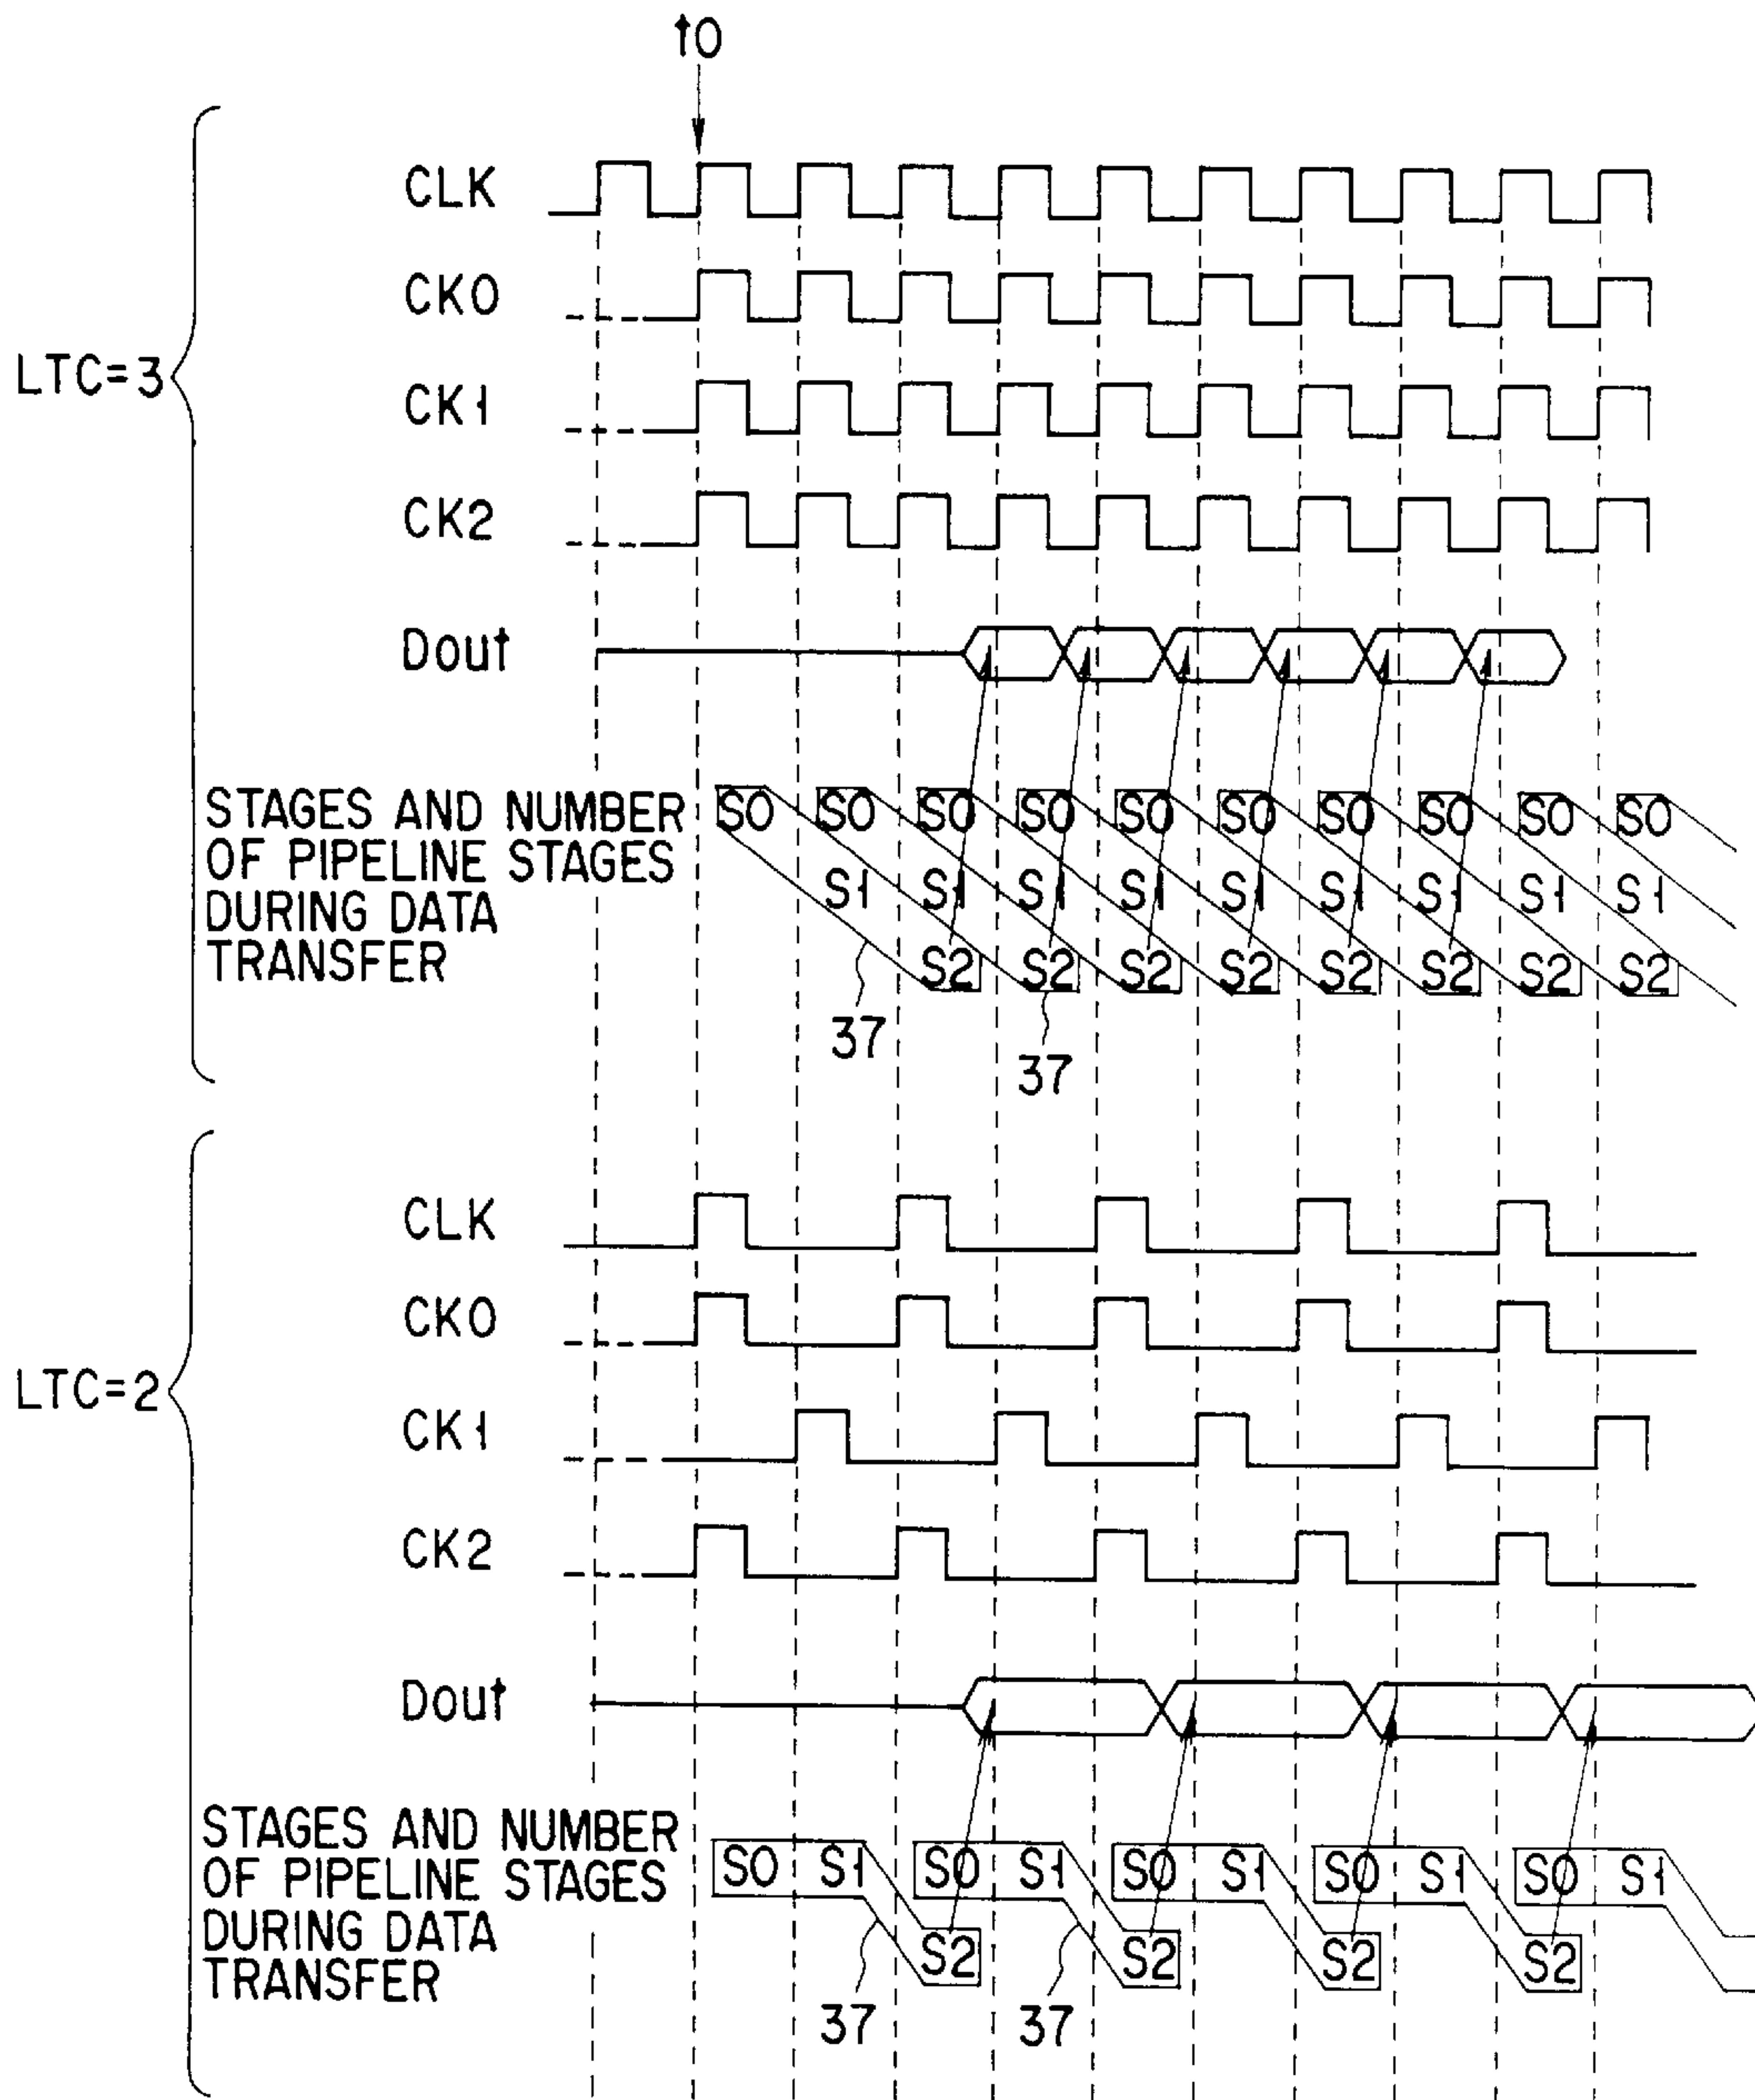 t0
CLK
CK0
CK1
CK2
LTC=3
Dout
STAGES AND NUMBER
OF PIPELINE STAGES
DURING DATA
TRANSFER
S0 S0 S0 S0 S0 S0 S0 S0 S0 S0
S1 S1 S1 S1 S1 S1 S1 S1 S1
S2 S2 S2 S2 S2 S2 S2 S2
37
37
CLK
CK0
CK1
CK2
LTC=2
Dout
STAGES AND NUMBER
OF PIPELINE STAGES
DURING DATA
TRANSFER
S0 S1 S0 S1 S0 S1 S0 S1 S0 S1
S2 S2 S2 S2
37 37